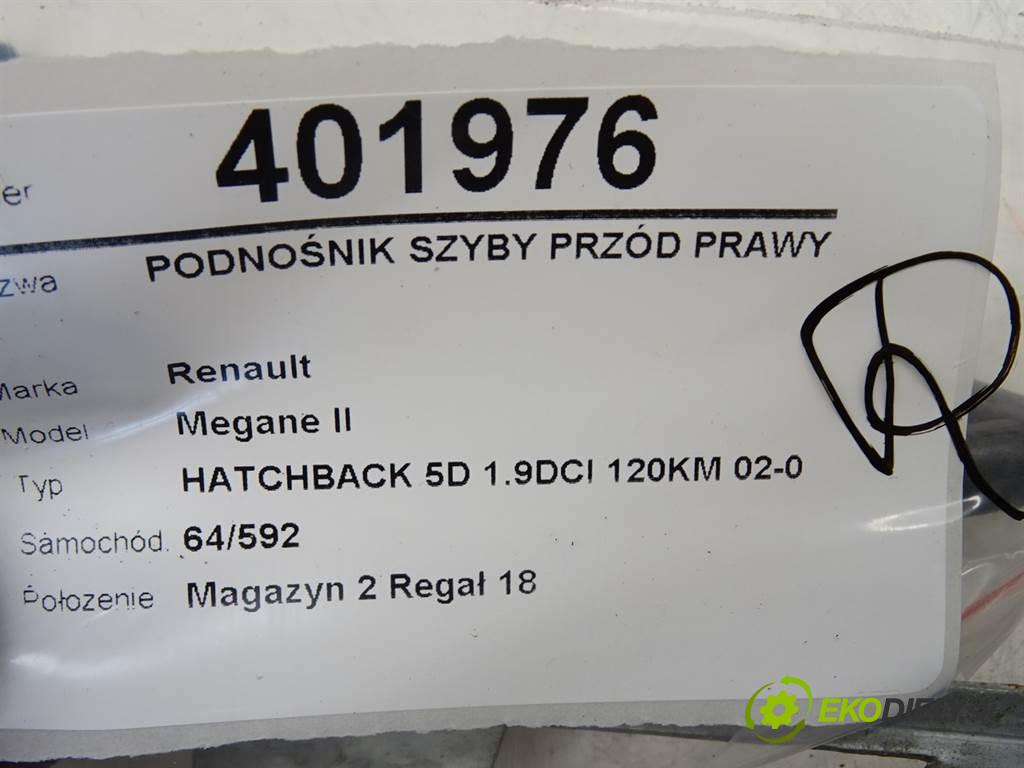 er 401976
zwa PODNOŚNIK SZYBY PRZÓD PRAWY
Marka Renault
Model Megane II
Typ HATCHBACK 5D 1.9DCI 120KM 02-0
Samochód. 64/592
Położenie Magazyn 2 Regał 18
R